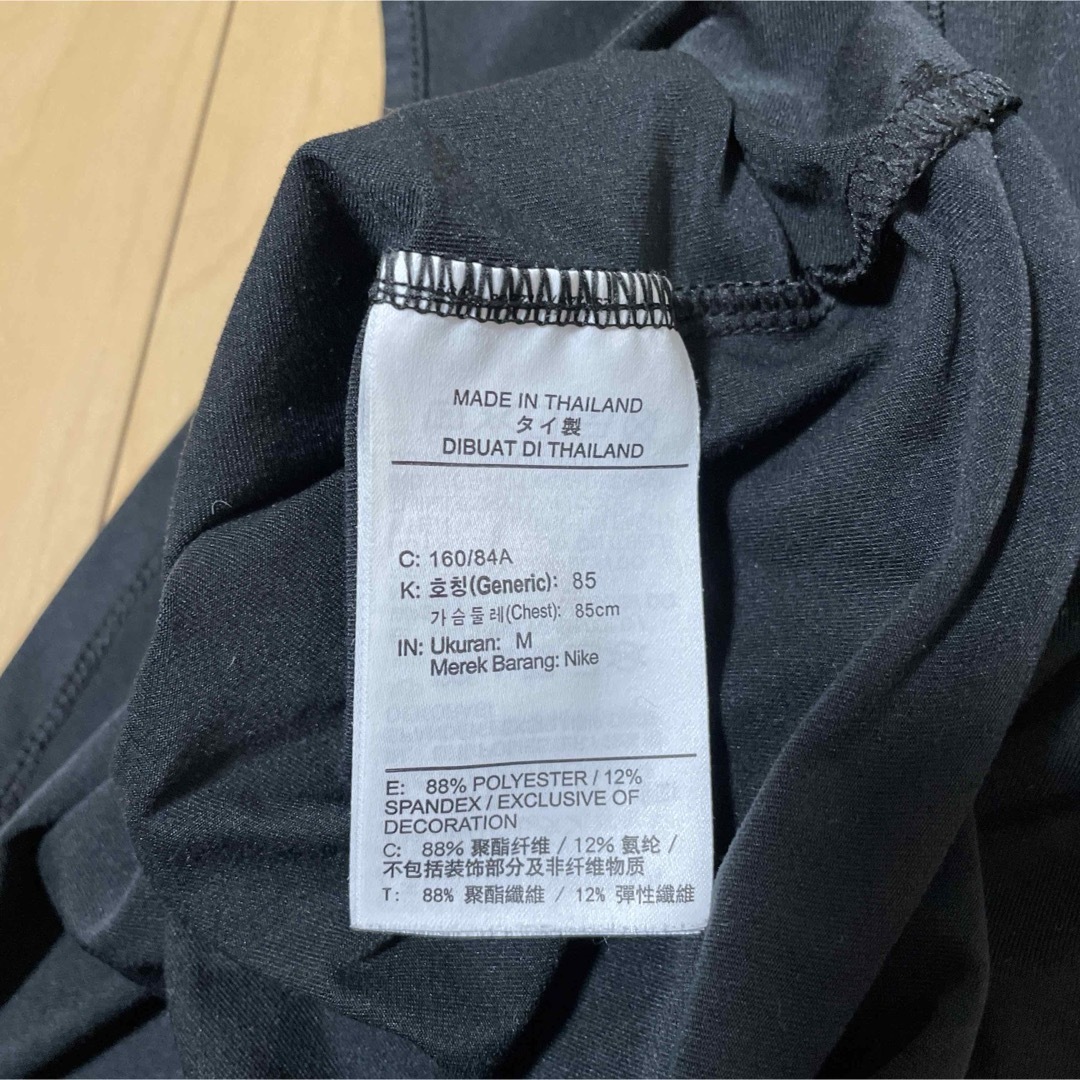 MADE IN THAILAND
タイ製
DIBUAT DI THAILAND
C: 160/84A
K: 호칭(Generic): 85
가슴둘레(Chest): 85cm
IN: Ukuran: M
Merek Barang: Nike
E: 88% POLYESTER / 12%
SPANDEX / EXCLUSIVE OF
DECORATION
C: 88% 聚酯纤维 / 12% 氨纶 /
不包括装饰部分及非纤维物质
T: 88% 聚酯纖維 / 12% 彈性纖維